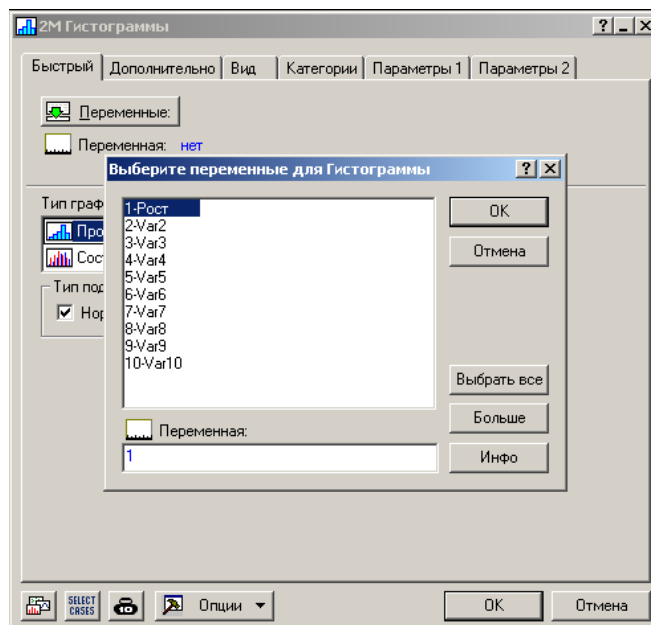 2М Гистограммы
Быстрый Дополнительно Вид Категории Параметры 1 Параметры 2
Переменные:
Переменная: нет
Выберите переменные для Гистограммы
Тип граф
Про
Сос
Тип под
Нор
1-Рост
2-Var2
3-Var3
4-Var4
5-Var5
6-Var6
7-Var7
8-Var8
9-Var9
10-Var10
OK
Отмена
Выбрать все
Больше
Инфо
Переменная:
1
SELECT
CASES
Опции
OK
Отмена